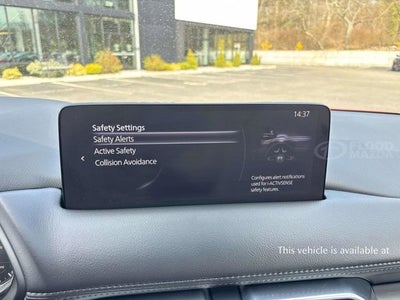 14:37
Safety Settings
Safety Alerts
Active Safety
Collision Avoidance
Configures alert notifications
used for i-ACTIVSENSE
safety features.
FLOOD
MAZDA
This vehicle is available at